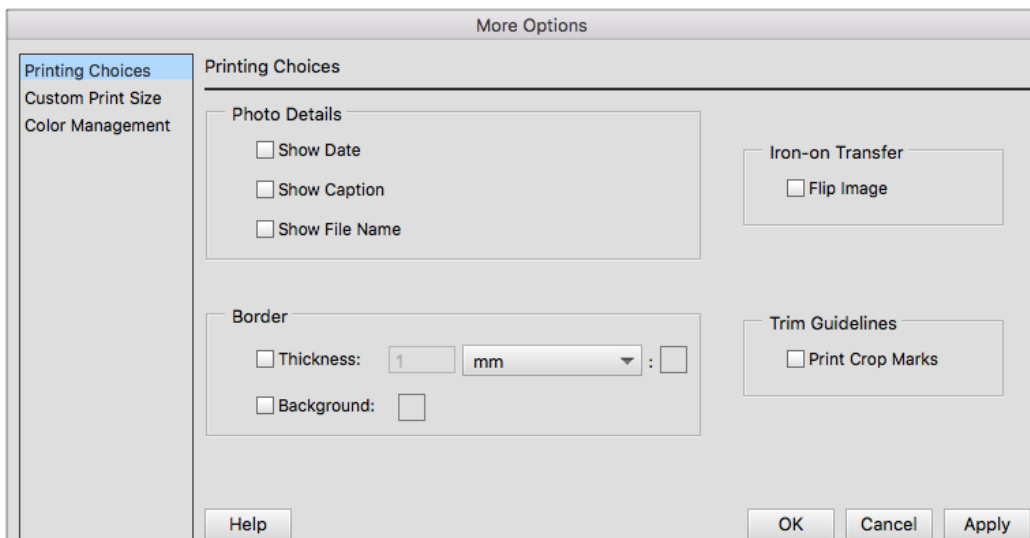 More Options
Printing Choices
Custom Print Size
Color Management
Printing Choices
Photo Details
Show Date
Show Caption
Show File Name
Iron-on Transfer
Flip Image
Border
Thickness: 1 mm :
Background:
Trim Guidelines
Print Crop Marks
Help OK Cancel Apply